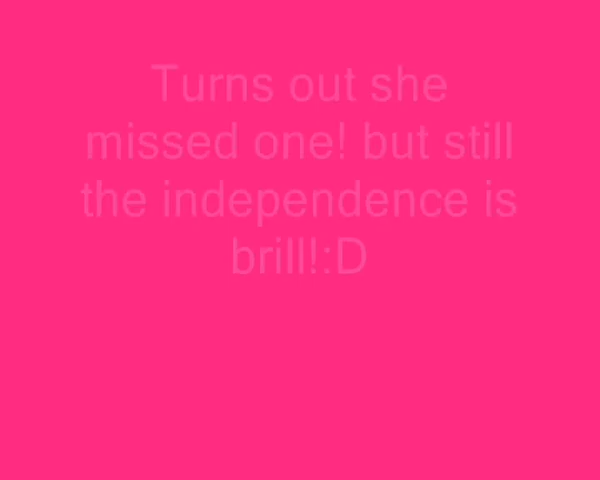 Turns out she
missed one! but still
the independence is
brill!:D